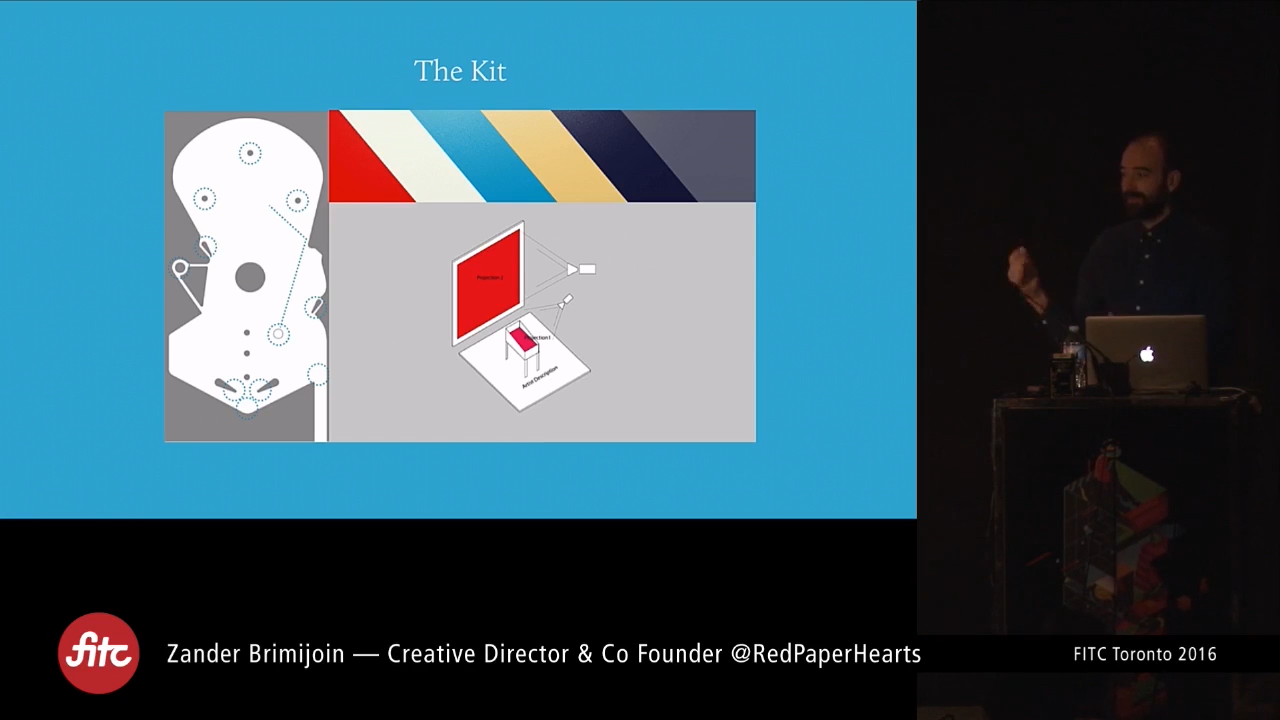 The Kit
Projection 2
Projection 1
Artist Description
fitc
Zander Brimijoin — Creative Director & Co Founder @RedPaperHearts
FITC Toronto 2016